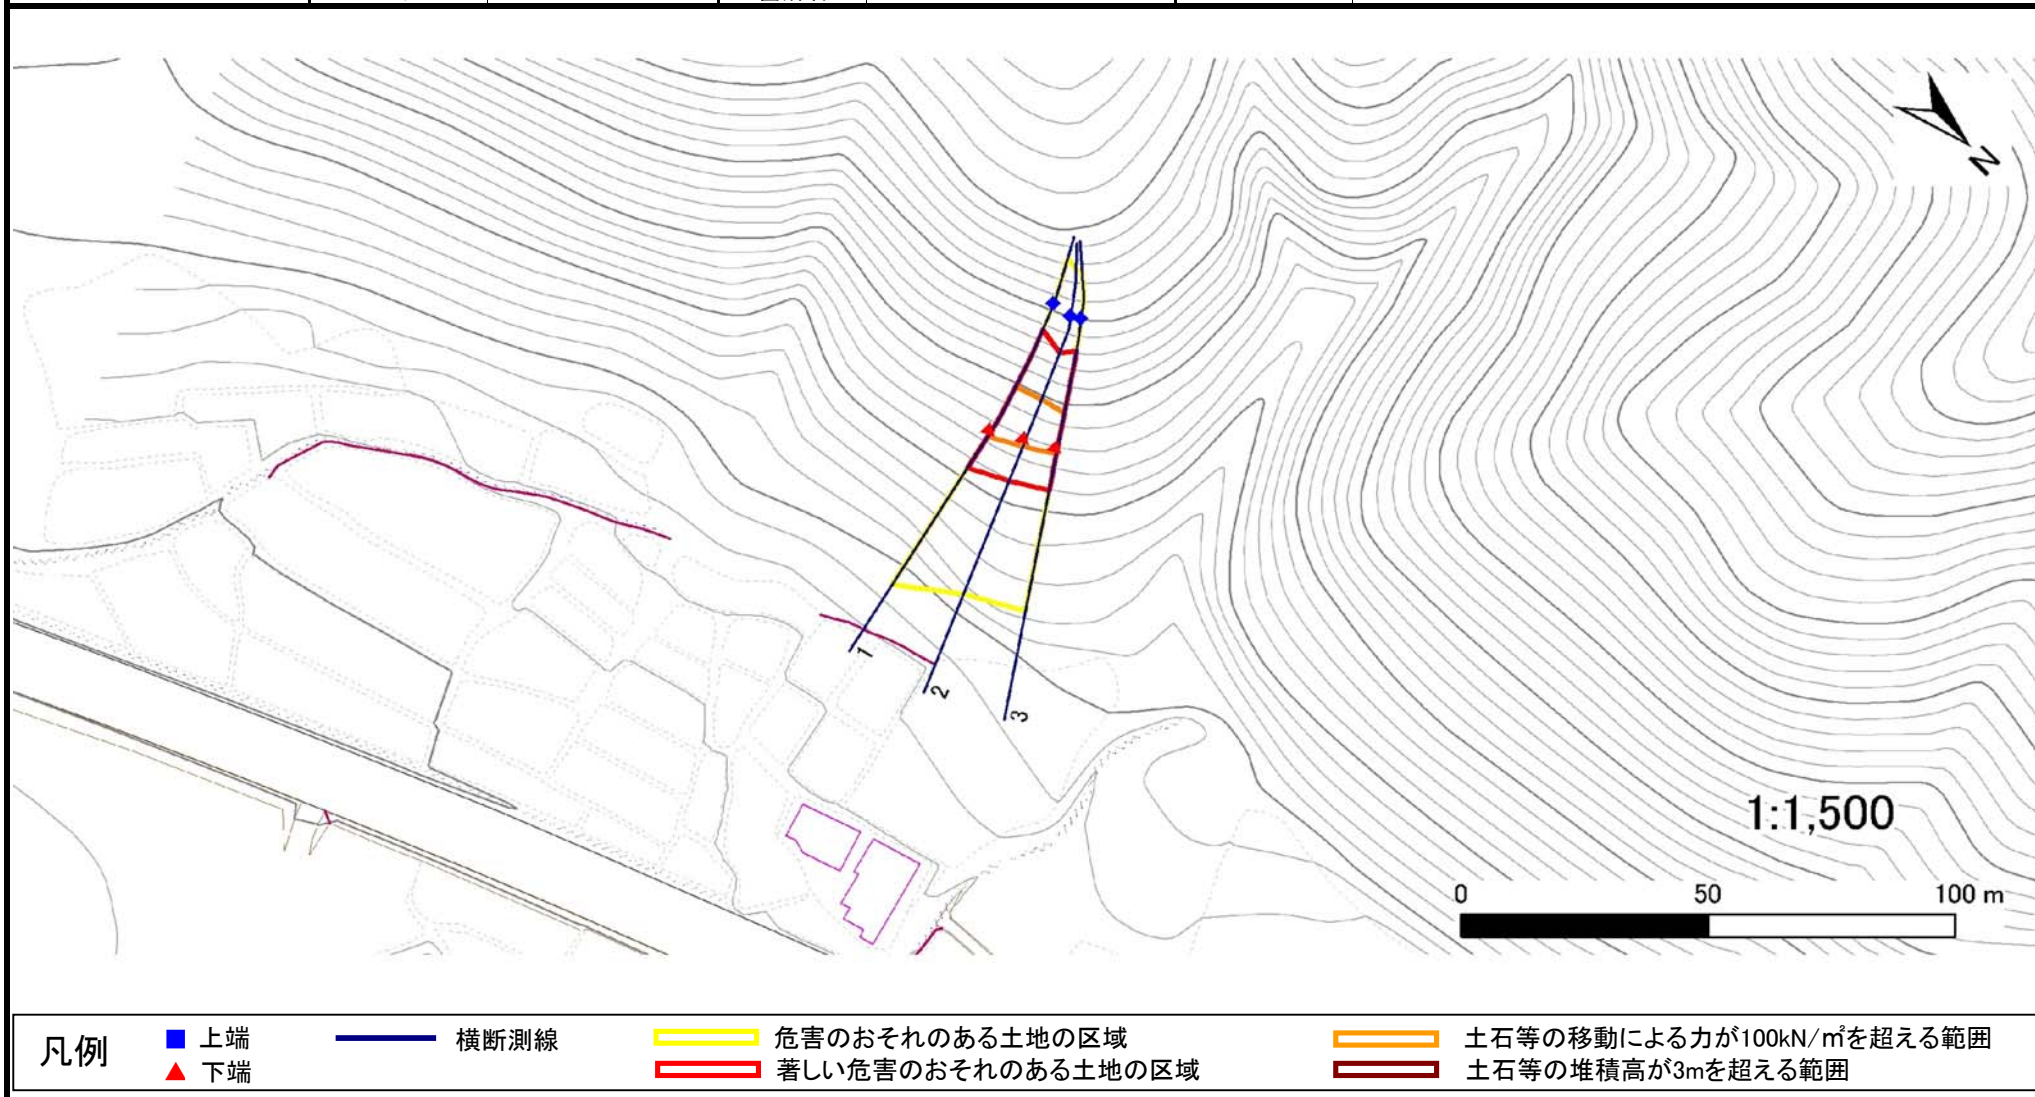 N
1
2
3
1:1,500
0 50 100 m
凡例
上端 横断測線 危害のおそれのある土地の区域 土石等の移動による力が100kN/㎡を超える範囲
下端 著しい危害のおそれのある土地の区域 土石等の堆積高が3mを超える範囲